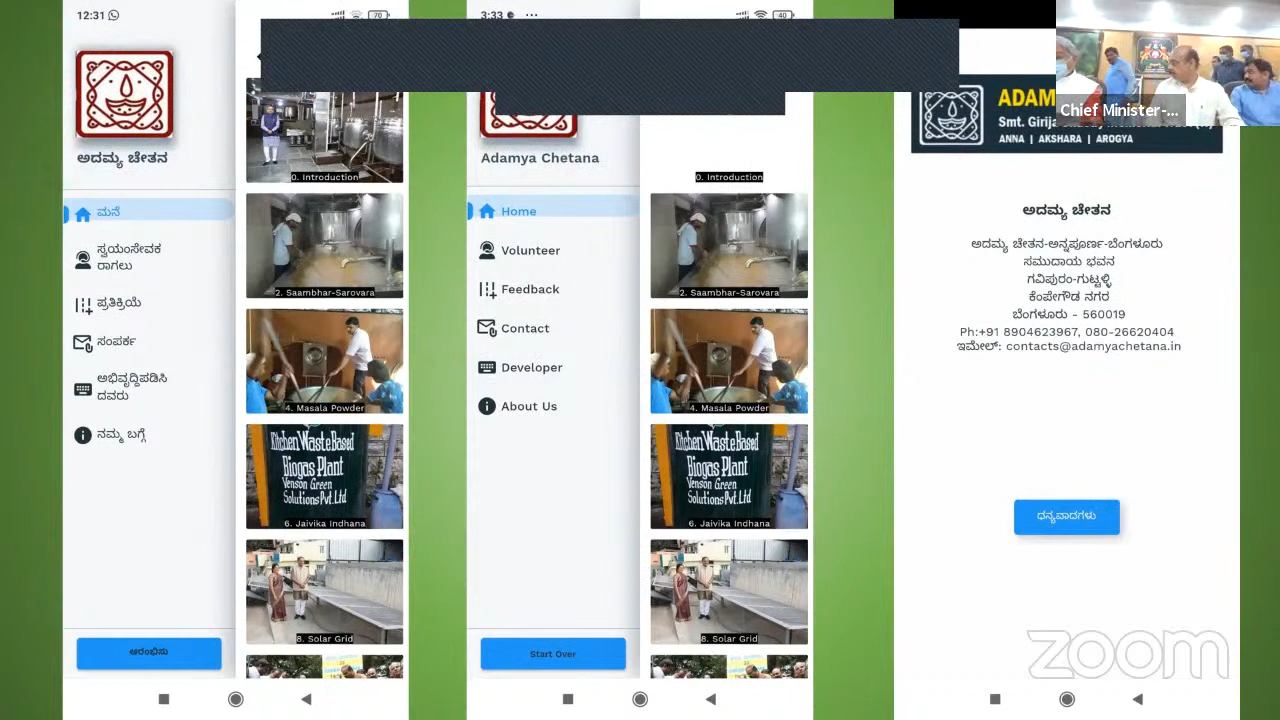 12:31
70
ಅದಮ್ಯ ಚೇತನ
ಮನೆ
ಸ್ವಯಂಸೇವಕ
ರಾಗಲು
ಪ್ರತಿಕ್ರಿಯೆ
ಸಂಪರ್ಕ
ಅಭಿವೃದ್ಧಿಪಡಿಸಿ
ದವರು
ನಮ್ಮ ಬಗ್ಗೆ
ಆರಂಭಿಸು
0. Introduction
2. Saambhar-Sarovara
4. Masala Powder
Kitchen Waste Based
Biogas Plant
Venson Green
Solutions Pvt. Ltd
6. Jaivika Indhana
8. Solar Grid
3:33
40
Adamya Chetana
Home
Volunteer
Feedback
Contact
Developer
About Us
Start Over
0. Introduction
2. Saambhar-Sarovara
4. Masala Powder
Kitchen Waste Based
Biogas Plant
Venson Green
Solutions Pvt. Ltd
6. Jaivika Indhana
8. Solar Grid
ADAM
Smt. Girija
ANNA | AKSHARA | AROGYA
Chief Minister-...
ಅದಮ್ಯ ಚೇತನ
ಅದಮ್ಯ ಚೇತನ-ಅನ್ನಪೂರ್ಣ-ಬೆಂಗಳೂರು
ಸಮುದಾಯ ಭವನ
ಗವಿಪುರಂ-ಗುಟ್ಟಳ್ಳಿ
ಕೆಂಪೇಗೌಡ ನಗರ
ಬೆಂಗಳೂರು - 560019
Ph:+91 8904623967, 080-26620404
ಇಮೇಲ್: contacts@adamyachetana.in
ಧನ್ಯವಾದಗಳು
zoom